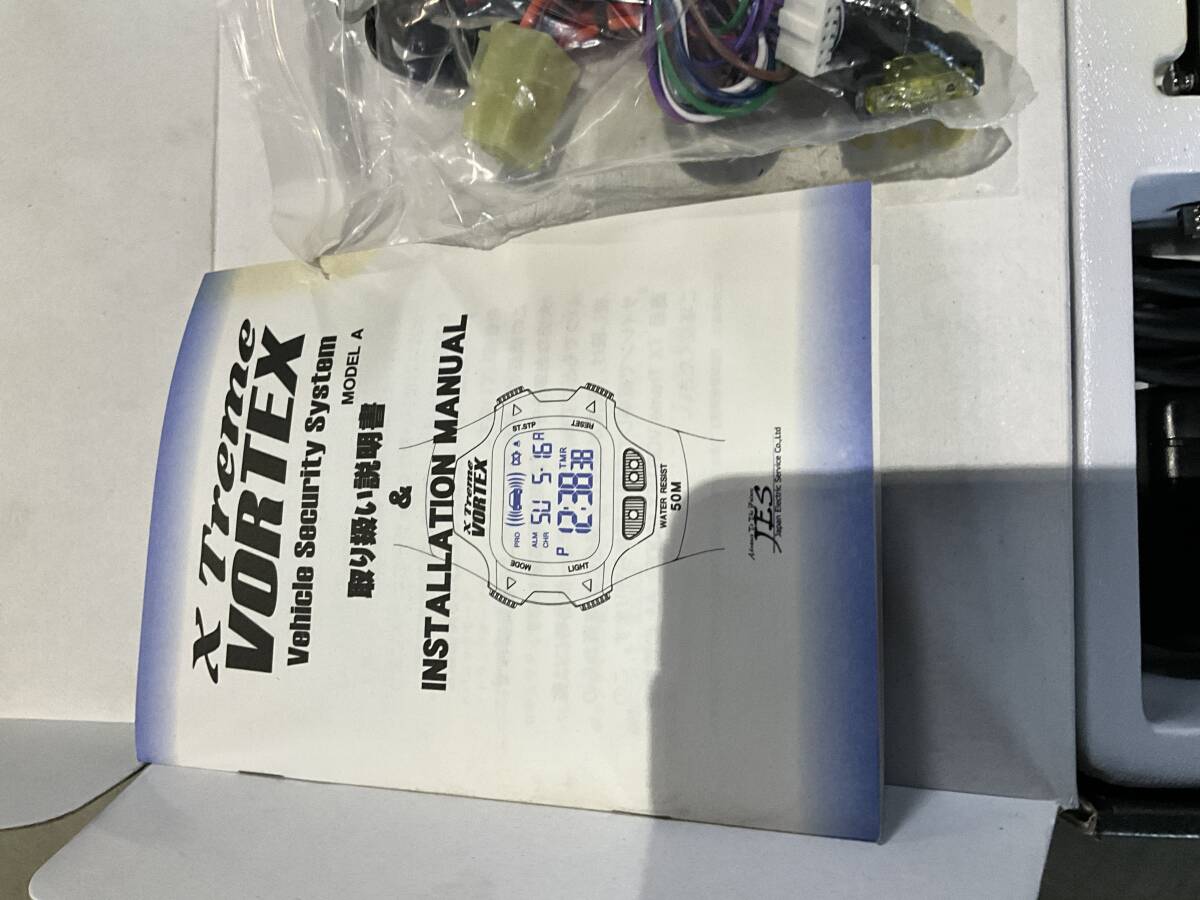 X Treme
VORTEX
Vehicle Security System
MODEL A
取り扱い説明書
&
INSTALLATION MANUAL
X Treme
VORTEX
ST.STP
RESET
MODE
LIGHT
PRO
ALM SU 5-16A
CHR
P 12:38 38
TMR
WATER RESIST
50M
JES
Japan Electric Service Co.,Ltd